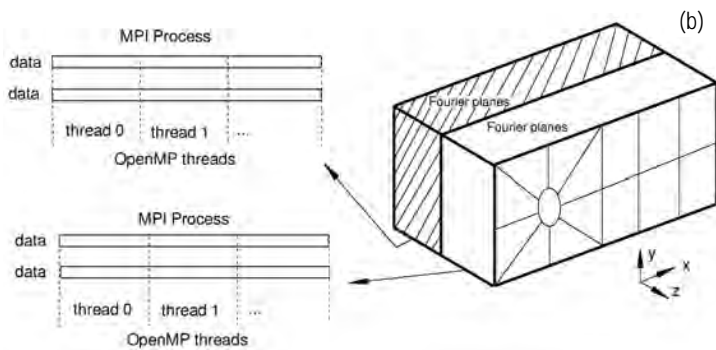 MPI Process
data
data
thread 0 thread 1 ...
OpenMP threads
MPI Process
data
data
thread 0 thread 1 ...
OpenMP threads
(b)
Fourier planes
Fourier planes
y
x
z